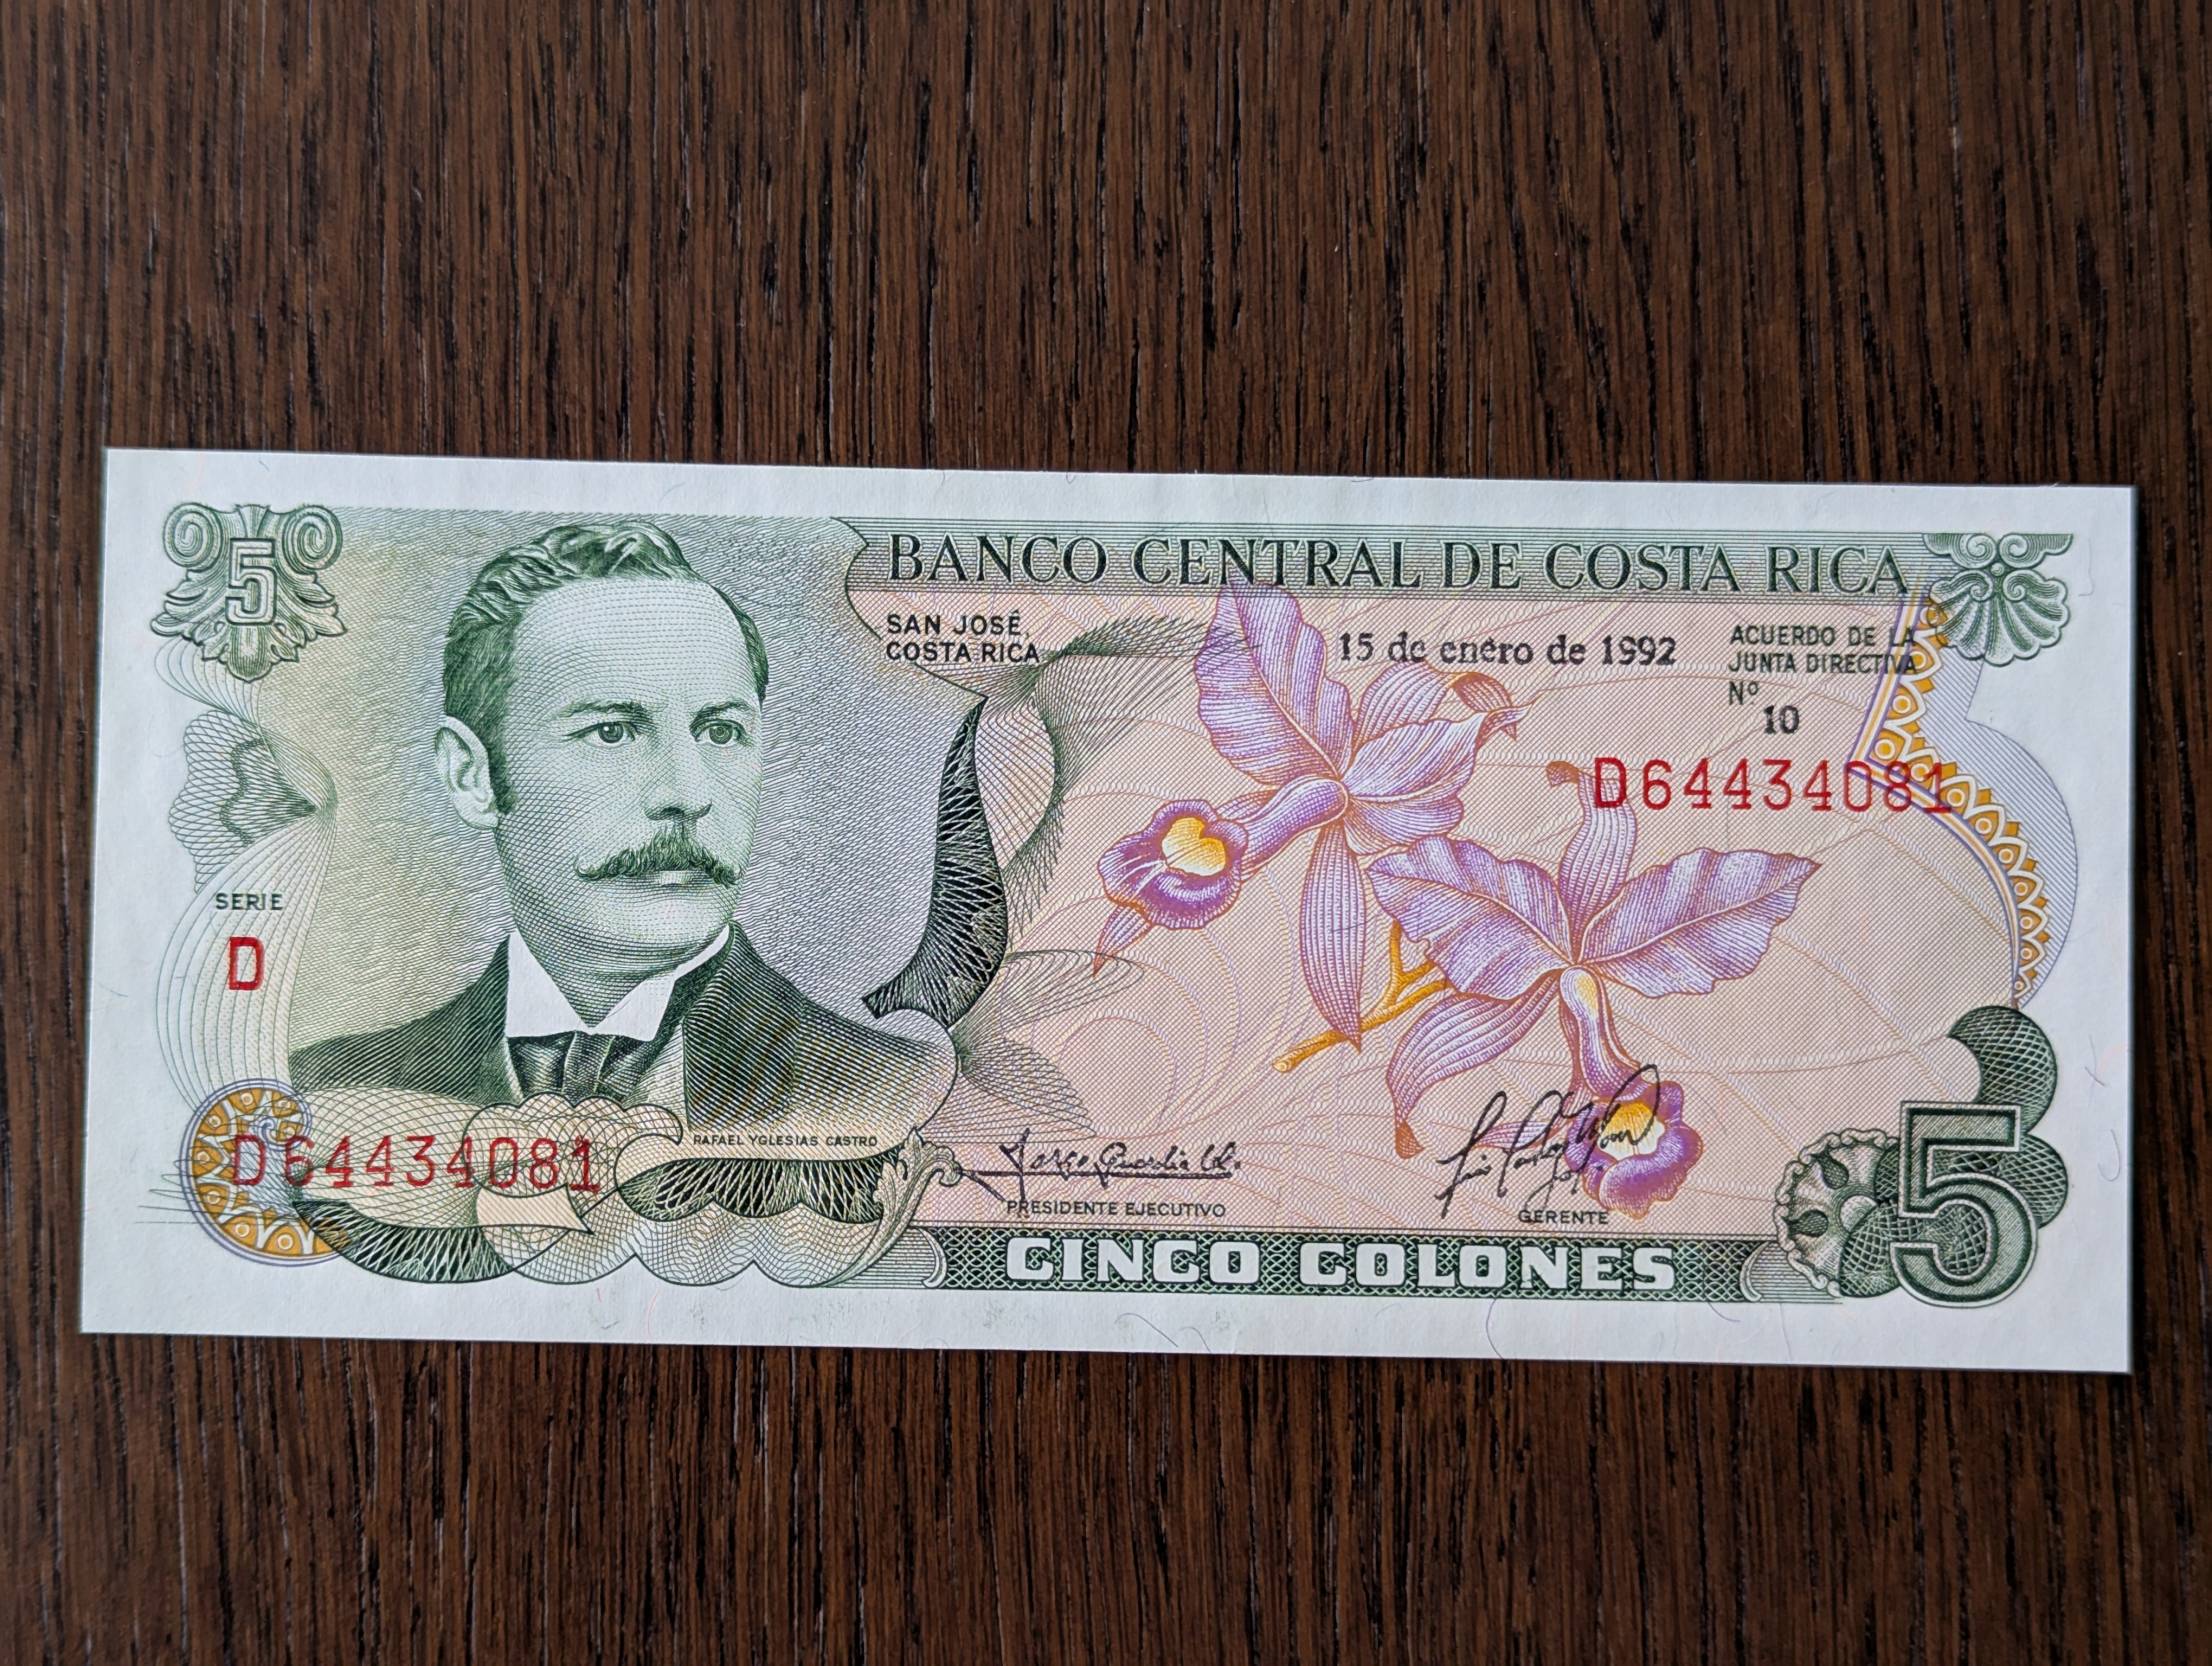 5
BANCO CENTRAL DE COSTA RICA
SAN JOSÉ,
COSTA RICA
15 de enero de 1992
ACUERDO DE LA
JUNTA DIRECTIVA
Nº
10
D64434081
SERIE
D
D64434081
RAFAEL YGLESIAS CASTRO
PRESIDENTE EJECUTIVO
GERENTE
CINCO COLONES
5